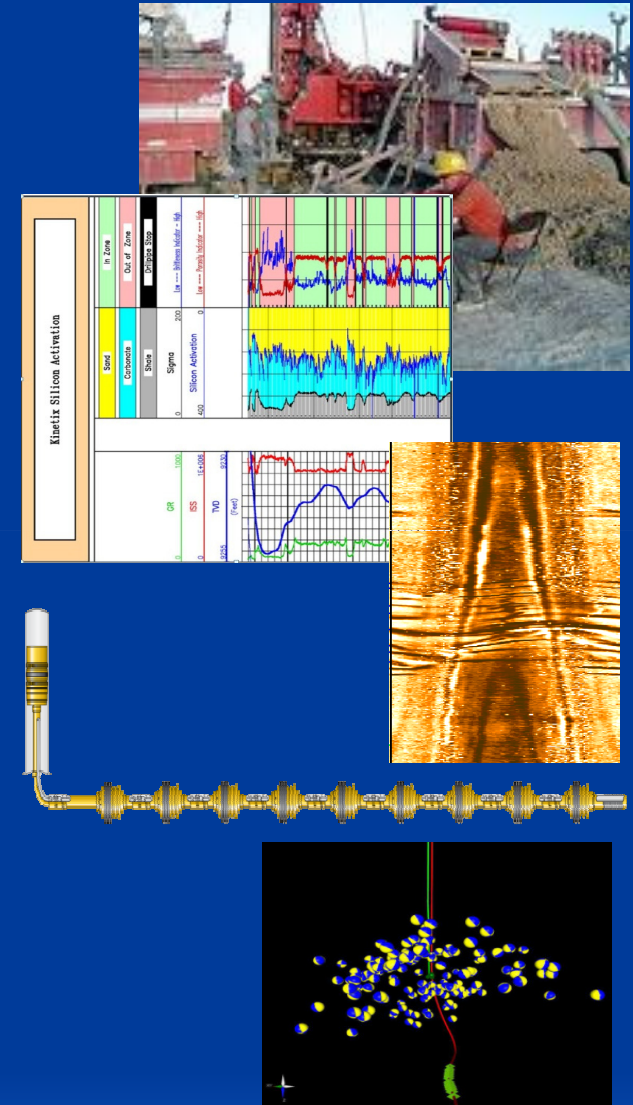 Kinetix Silicon Activation
In Zone
Out of Zone
Drillpipe Stop
Low ---- Brittleness Indicator - High
Low ---- Porosity Indicator ---- High
Sand
Carbonate
Shale
200
0
Sigma
Silicon Activation
0
400
1000
1E+006
9230
GR
ISS
TVD
(Feet)
0
0
9255